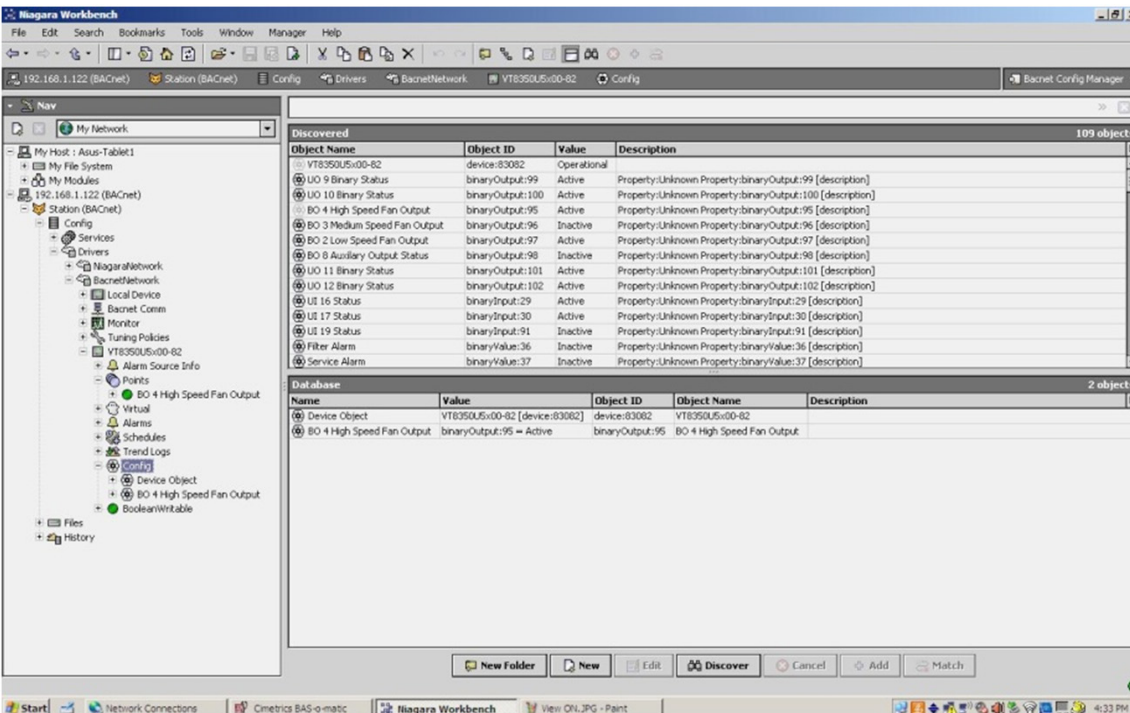 Niagara Workbench
File Edit Search Bookmarks Tools Window Manager Help
192.168.1.122 (BACnet) Station (BACnet) Config Drivers BacnetNetwork VT8350U5x00-82 Config Bacnet Config Manager
Nav
My Network
My Host : Asus-Tablet1
My File System
My Modules
192.168.1.122 (BACnet)
Station (BACnet)
Config
Services
Drivers
NiagaraNetwork
BacnetNetwork
Local Device
Bacnet Comm
Monitor
Tuning Policies
VT8350U5x00-82
Alarm Source Info
Points
BO 4 High Speed Fan Output
Virtual
Alarms
Schedules
Trend Logs
Config
Device Object
BO 4 High Speed Fan Output
BooleanWritable
Files
History
Discovered 109 object
Object Name Object ID Value Description
VT8350U5x00-82 device:83082 Operational
UO 9 Binary Status binaryOutput:99 Active Property:Unknown Property:binaryOutput:99 [description]
UO 10 Binary Status binaryOutput:100 Active Property:Unknown Property:binaryOutput:100 [description]
BO 4 High Speed Fan Output binaryOutput:95 Active Property:Unknown Property:binaryOutput:95 [description]
BO 3 Medium Speed Fan Output binaryOutput:96 Inactive Property:Unknown Property:binaryOutput:96 [description]
BO 2 Low Speed Fan Output binaryOutput:97 Active Property:Unknown Property:binaryOutput:97 [description]
BO 8 Auxiliary Output Status binaryOutput:98 Inactive Property:Unknown Property:binaryOutput:98 [description]
UO 11 Binary Status binaryOutput:101 Active Property:Unknown Property:binaryOutput:101 [description]
UO 12 Binary Status binaryOutput:102 Active Property:Unknown Property:binaryOutput:102 [description]
UI 16 Status binaryInput:29 Active Property:Unknown Property:binaryInput:29 [description]
UI 17 Status binaryInput:30 Active Property:Unknown Property:binaryInput:30 [description]
UI 19 Status binaryInput:91 Inactive Property:Unknown Property:binaryInput:91 [description]
Filter Alarm binaryValue:36 Inactive Property:Unknown Property:binaryValue:36 [description]
Service Alarm binaryValue:37 Inactive Property:Unknown Property:binaryValue:37 [description]
Database 2 object
Name Value Object ID Object Name Description
Device Object VT8350U5x00-82 [device:83082] device:83082 VT8350U5x00-82
BO 4 High Speed Fan Output binaryOutput:95 = Active binaryOutput:95 BO 4 High Speed Fan Output
New Folder New Edit Discover Cancel Add Match
Start Network Connections Cimetrics BAS-o-matic Niagara Workbench View ON.JPG - Paint 4:33 PM